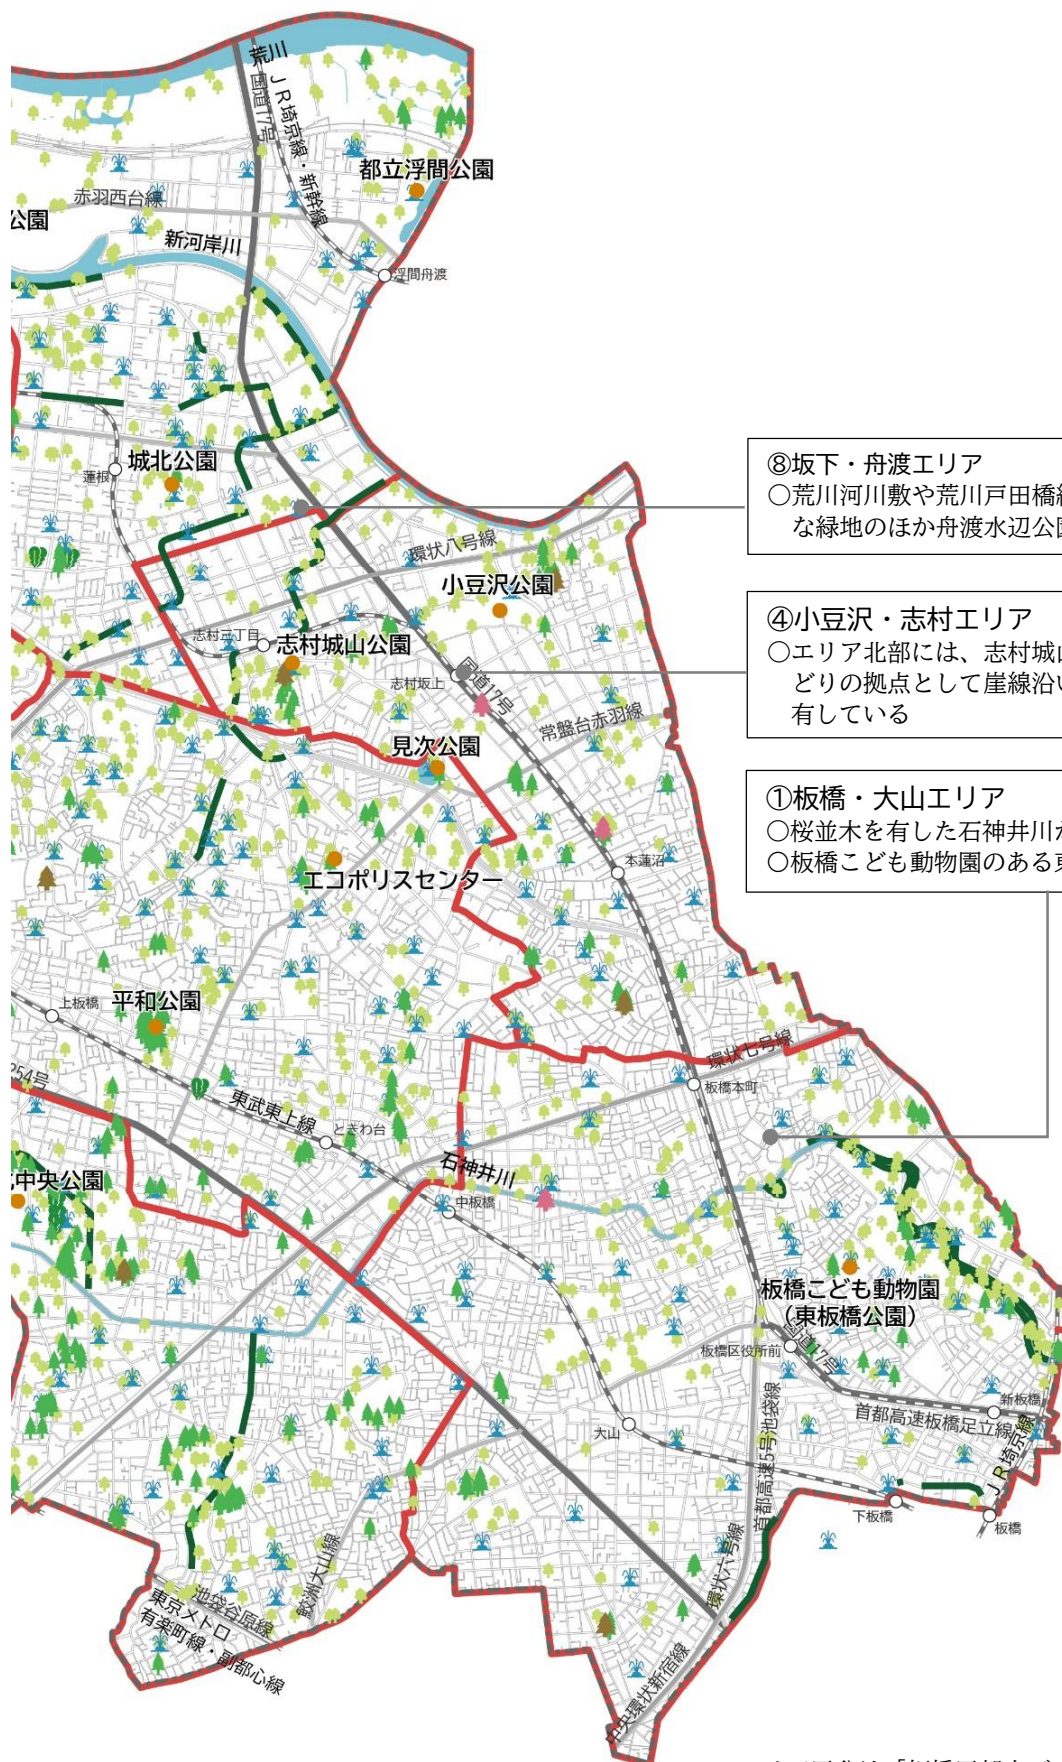 荒川
国道17号
ＪＲ埼京線・新幹線
都立浮間公園
赤羽西台線
公園
新河岸川
浮間舟渡
城北公園
蓮根
⑧坂下・舟渡エリア
○荒川河川敷や荒川戸田橋
な緑地のほか舟渡水辺公
環状八号線
小豆沢公園
④小豆沢・志村エリア
○エリア北部には、志村城
どりの拠点として崖線沿
有している
志村三丁目
志村城山公園
志村坂上
国道17号
常盤台赤羽線
見次公園
①板橋・大山エリア
○桜並木を有した石神井川
○板橋こども動物園のある
本蓮沼
エコポリスセンター
上板橋
平和公園
環状七号線
板橋本町
254号
東武東上線
ときわ台
石神井川
中央公園
中板橋
板橋こども動物園
（東板橋公園）
板橋区役所前
国道17号
新板橋
首都高速板橋足立線
ＪＲ埼京線
大山
首都高速5号池袋線
下板橋
板橋
環状六号線
鮫洲大山線
池袋谷原線
東京メトロ
有楽町線・副都心線
中央環状新宿線